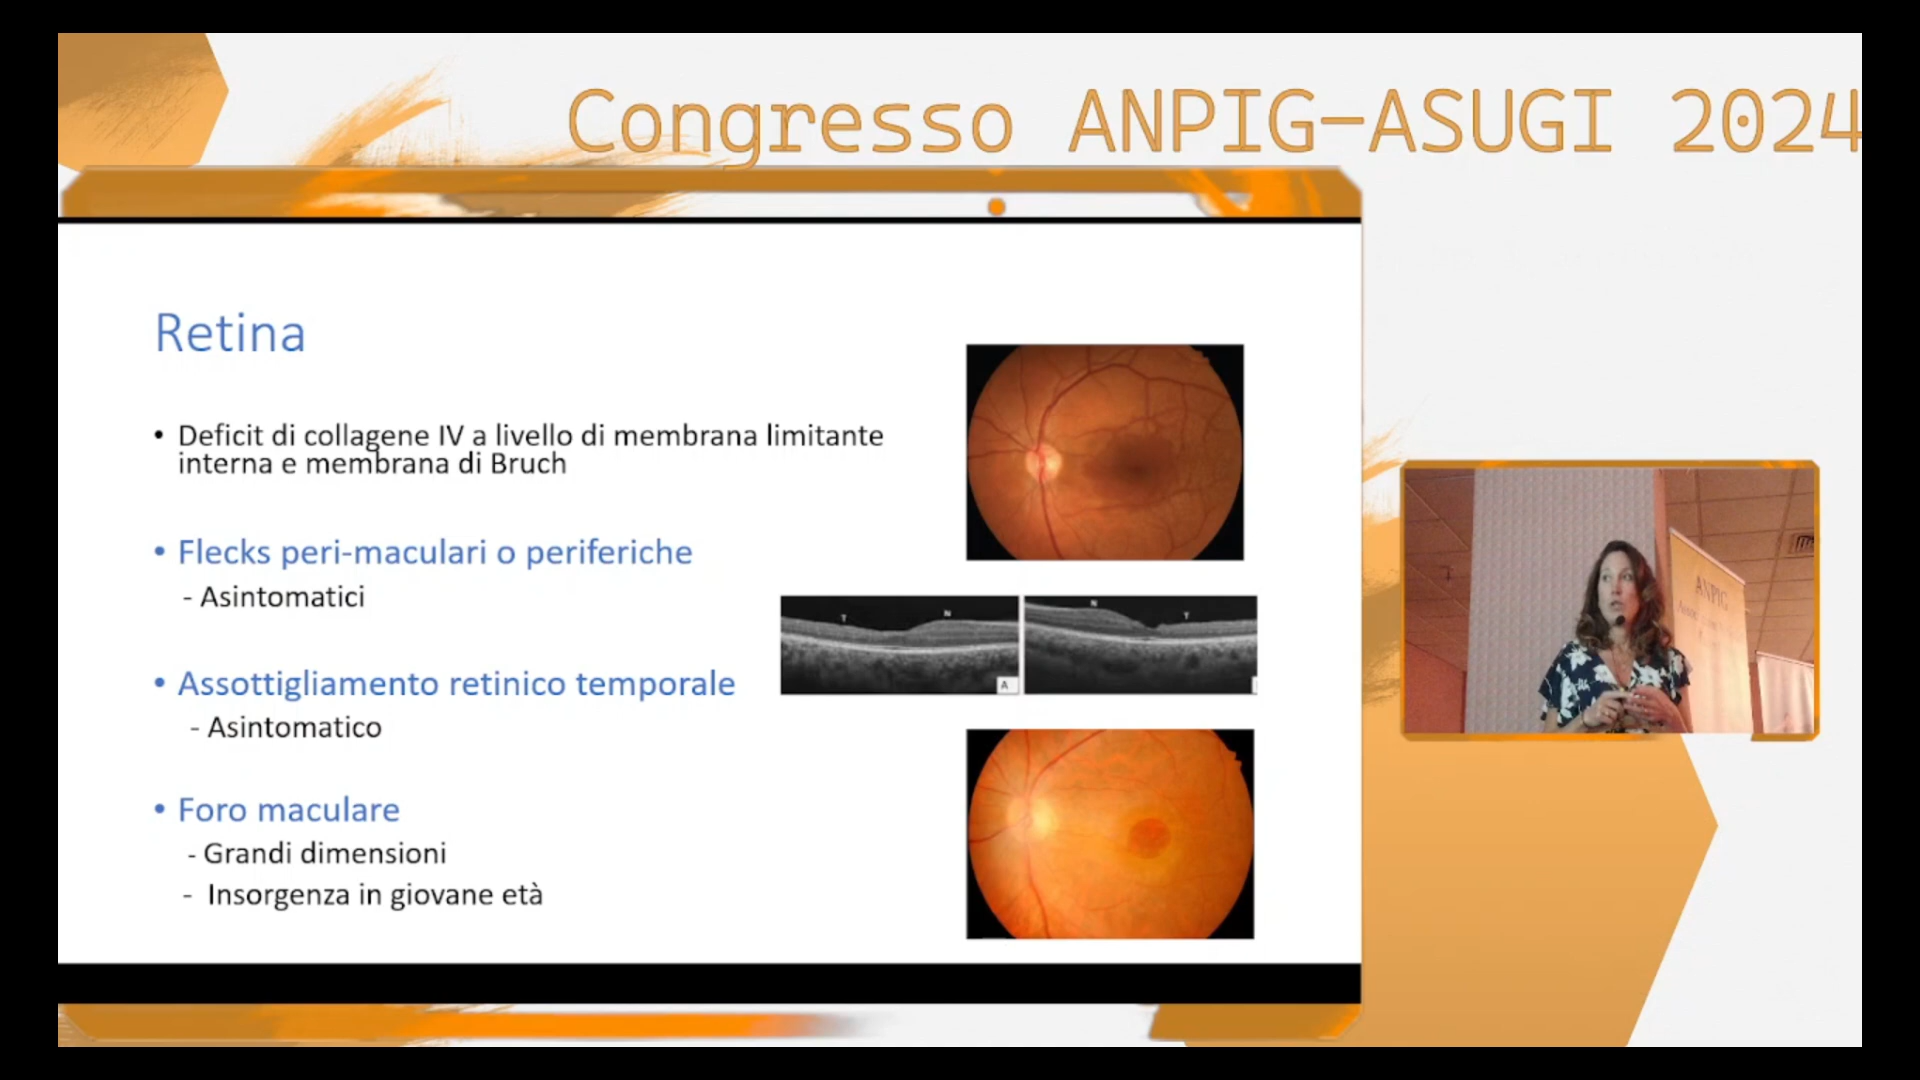 Congresso ANPIG-ASUGI 2024
Retina
• Deficit di collagene IV a livello di membrana limitante
interna e membrana di Bruch
• Flecks peri-maculari o periferiche
- Asintomatici
• Assottigliamento retinico temporale
- Asintomatico
• Foro maculare
- Grandi dimensioni
- Insorgenza in giovane età
T N
N T
A
ANPIG